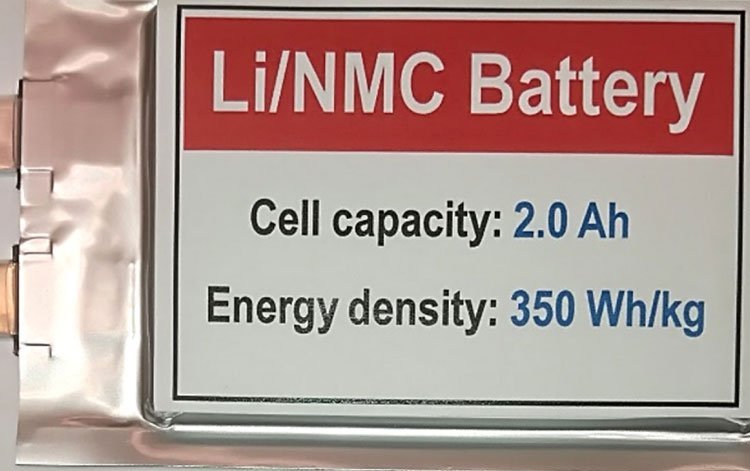 Li/NMC Battery
Cell capacity: 2.0 Ah
Energy density: 350 Wh/kg